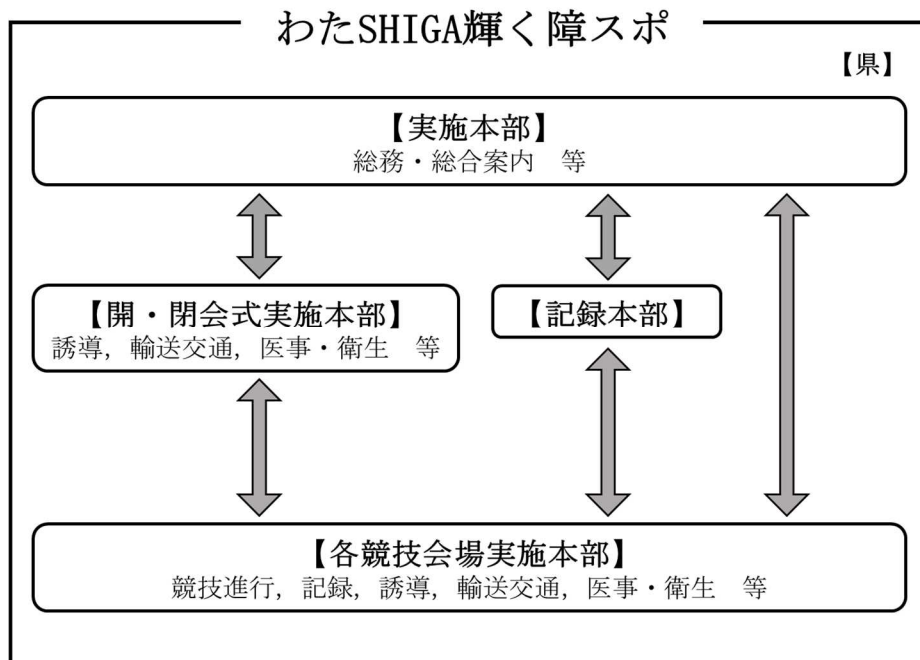 わたSHIGA輝く障スポ
【県】
【実施本部】
総務・総合案内　等
【開・閉会式実施本部】
誘導，輸送交通，医事・衛生　等
【記録本部】
【各競技会場実施本部】
競技進行，記録，誘導，輸送交通，医事・衛生　等